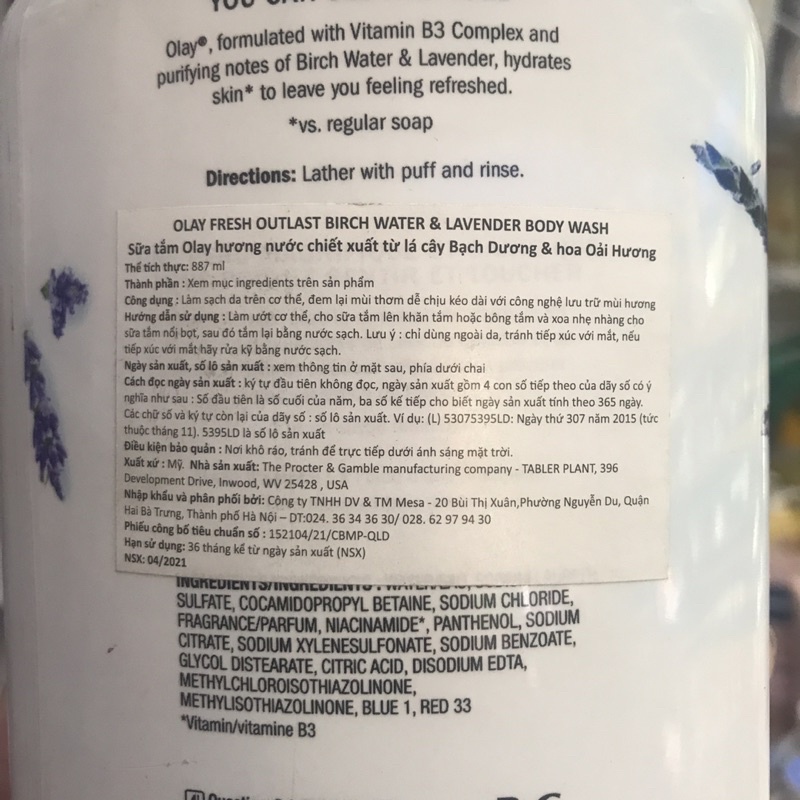 Olay®, formulated with Vitamin B3 Complex and
purifying notes of Birch Water & Lavender, hydrates
skin* to leave you feeling refreshed.
*vs. regular soap
Directions: Lather with puff and rinse.
OLAY FRESH OUTLAST BIRCH WATER & LAVENDER BODY WASH
Sữa tắm Olay hương nước chiết xuất từ lá cây Bạch Dương & hoa Oải Hương
Thể tích thực: 887 ml
Thành phần : Xem mục ingredients trên sản phẩm
Công dụng : Làm sạch da trên cơ thể, đem lại mùi thơm dễ chịu kéo dài với công nghệ lưu trữ mùi hương
Hướng dẫn sử dụng : Làm ướt cơ thể, cho sữa tắm lên khăn tắm hoặc bông tắm và xoa nhẹ nhàng cho
sữa tắm nổi bọt, sau đó tắm lại bằng nước sạch. Lưu ý : chỉ dùng ngoài da, tránh tiếp xúc với mắt, nếu
tiếp xúc với mắt hãy rửa kỹ bằng nước sạch.
Ngày sản xuất, số lô sản xuất : xem thông tin ở mặt sau, phía dưới chai
Cách đọc ngày sản xuất : ký tự đầu tiên không đọc, ngày sản xuất gồm 4 con số tiếp theo của dãy số có ý
nghĩa như sau : Số đầu tiên là số cuối của năm, ba số kế tiếp cho biết ngày sản xuất tính theo 365 ngày.
Các chữ số và ký tự còn lại của dãy số : số lô sản xuất. Ví dụ: (L) 53075395LD: Ngày thứ 307 năm 2015 (tức
thuộc tháng 11). 5395LD là số lô sản xuất
Điều kiện bảo quản : Nơi khô ráo, tránh để trực tiếp dưới ánh sáng mặt trời.
Xuất xứ : Mỹ. Nhà sản xuất: The Procter & Gamble manufacturing company - TABLER PLANT, 396
Development Drive, Inwood, WV 25428 , USA
Nhập khẩu và phân phối bởi: Công ty TNHH DV & TM Mesa - 20 Bùi Thị Xuân,Phường Nguyễn Du, Quận
Hai Bà Trưng, Thành phố Hà Nội – DT:024. 36 34 36 30/ 028. 62 97 94 30
Phiếu công bố tiêu chuẩn số : 152104/21/CBMP-QLD
Hạn sử dụng: 36 tháng kể từ ngày sản xuất (NSX)
NSX: 04/2021
INGREDIENTS/INGRÉDIENTS :
SULFATE, COCAMIDOPROPYL BETAINE, SODIUM CHLORIDE,
FRAGRANCE/PARFUM, NIACINAMIDE*, PANTHENOL, SODIUM
CITRATE, SODIUM XYLENESULFONATE, SODIUM BENZOATE,
GLYCOL DISTEARATE, CITRIC ACID, DISODIUM EDTA,
METHYLCHLOROISOTHIAZOLINONE,
METHYLISOTHIAZOLINONE, BLUE 1, RED 33
*Vitamin/vitamine B3